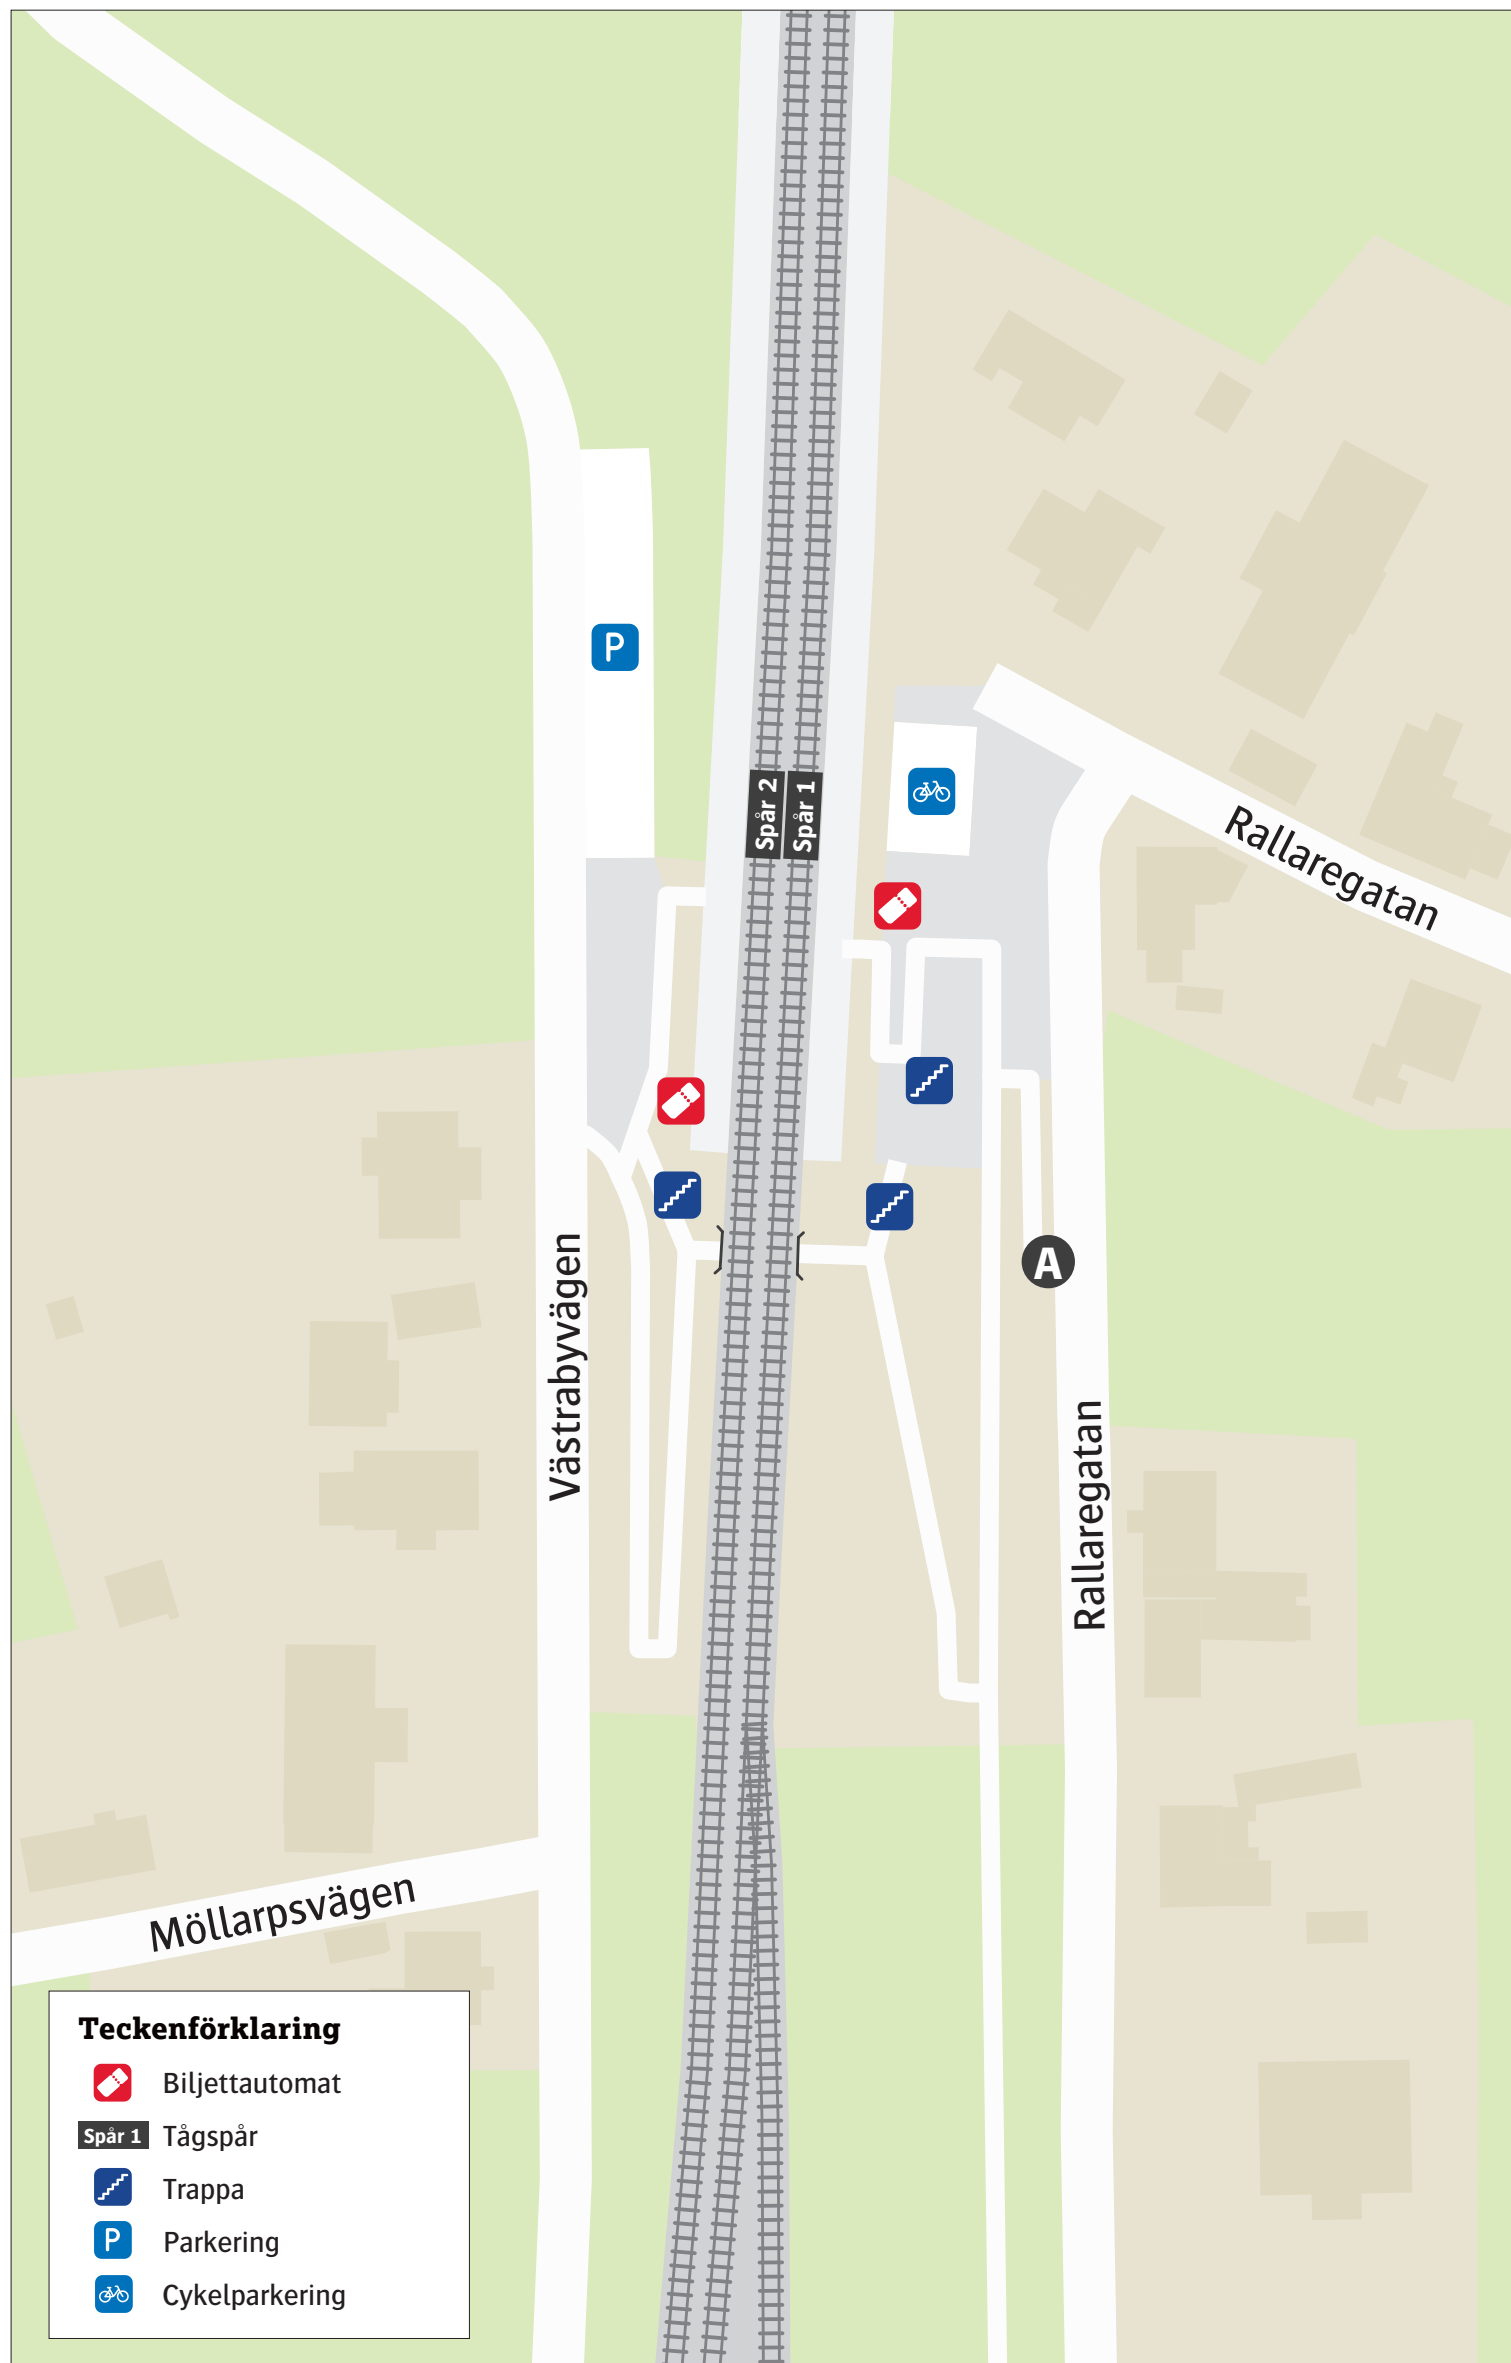 P
Spår 2
Spår 1
Rallaregatan
A
Västrabyvägen
Rallaregatan
Möllarpsvägen
Teckenförklaring
Biljettautomat
Spår 1 Tågspår
Trappa
P Parkering
Cykelparkering